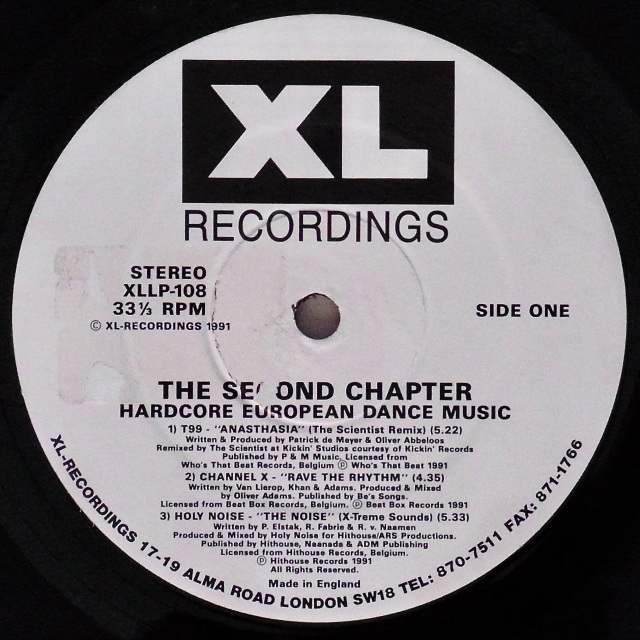 XL
RECORDINGS
STEREO
XLLP-108
33⅓ RPM
Ⓒ XL-RECORDINGS 1991
SIDE ONE
THE SECOND CHAPTER
HARDCORE EUROPEAN DANCE MUSIC
1) T99 - "ANASTHASIA" (The Scientist Remix) (5.22)
Written & Produced by Patrick de Meyer & Oliver Abbeloos
Remixed by The Scientist at Kickin' Studios courtesy of Kickin' Records
Published by P & M Music. Licensed from
Who's That Beat Records, Belgium Ⓟ Who's That Beat 1991
2) CHANNEL X - "RAVE THE RHYTHM" (4.35)
Written by Van Lierop, Khan & Adams. Produced & Mixed
by Oliver Adams. Published by Be's Songs.
Licensed from Beat Box Records, Belgium. Ⓟ Beat Box Records 1991
3) HOLY NOISE - "THE NOISE" (X-Treme Sounds) (5.33)
Written by P. Elstak, R. Fabrie & R. v. Naamen
Produced & Mixed by Holy Noise for Hithouse/ARS Productions.
Published by Hithouse, Naanada & ADM Publishing
Licensed from Hithouse Records, Belgium.
Ⓟ Hithouse Records 1991
All Rights Reserved.
Made in England
XL-RECORDINGS 17-19 ALMA ROAD LONDON SW18 TEL: 870-7511 FAX: 871-1766